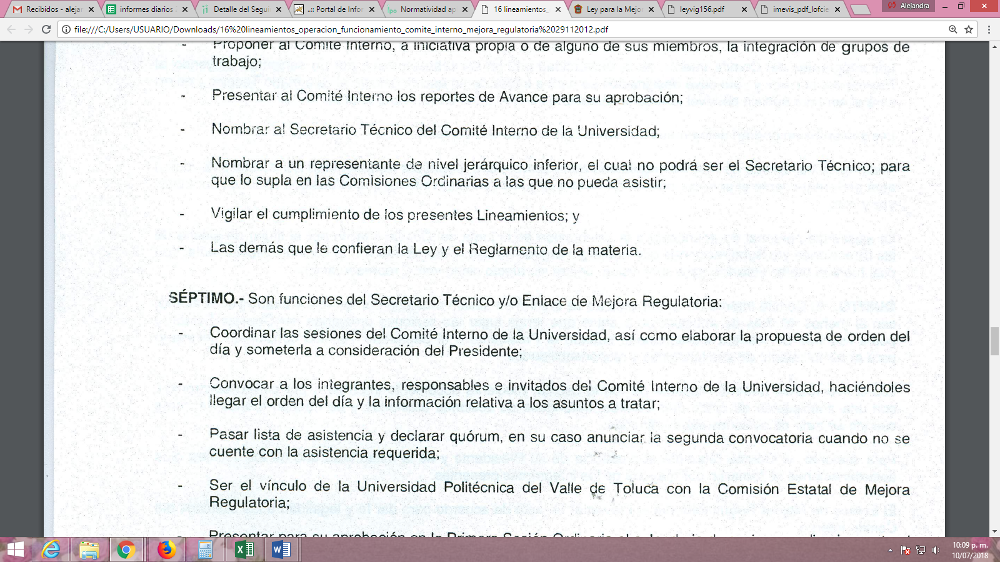 Recibidos - alejar
informes diarios
Detalle del Segui
..:: Portal de Infor
Normatividad ap
16 lineamientos_
Ley para la Mejo
leyvig156.pdf
imevis_pdf_lofcie
Alejandra
file:///C:/Users/USUARIO/Downloads/16%20lineamientos_operacion_funcionamiento_comite_interno_mejora_regulatoria%2029112012.pdf
- Proponer al Comité Interno, a iniciativa propia o de alguno de sus miembros, la integración de grupos de
trabajo;
- Presentar al Comité Interno los reportes de Avance para su aprobación;
- Nombrar al Secretario Técnico del Comité Interno de la Universidad;
- Nombrar a un representante de nivel jerárquico inferior, el cual no podrá ser el Secretario Técnico; para
que lo supla en las Comisiones Ordinarias a las que no pueda asistir;
- Vigilar el cumplimiento de los presentes Lineamientos; y
- Las demás que le confieran la Ley y el Reglamento de la materia.
SÉPTIMO.- Son funciones del Secretario Técnico y/o Enlace de Mejora Regulatoria:
- Coordinar las sesiones del Comité Interno de la Universidad, así como elaborar la propuesta de orden del
día y someterla a consideración del Presidente;
- Convocar a los integrantes, responsables e invitados del Comité Interno de la Universidad, haciéndoles
llegar el orden del día y la información relativa a los asuntos a tratar;
- Pasar lista de asistencia y declarar quórum, en su caso anunciar la segunda convocatoria cuando no se
cuente con la asistencia requerida;
- Ser el vínculo de la Universidad Politécnica del Valle de Toluca con la Comisión Estatal de Mejora
Regulatoria;
Presentar para su aprobación en la Primera Sesión Ordinaria
10:09 p. m.
10/07/2018